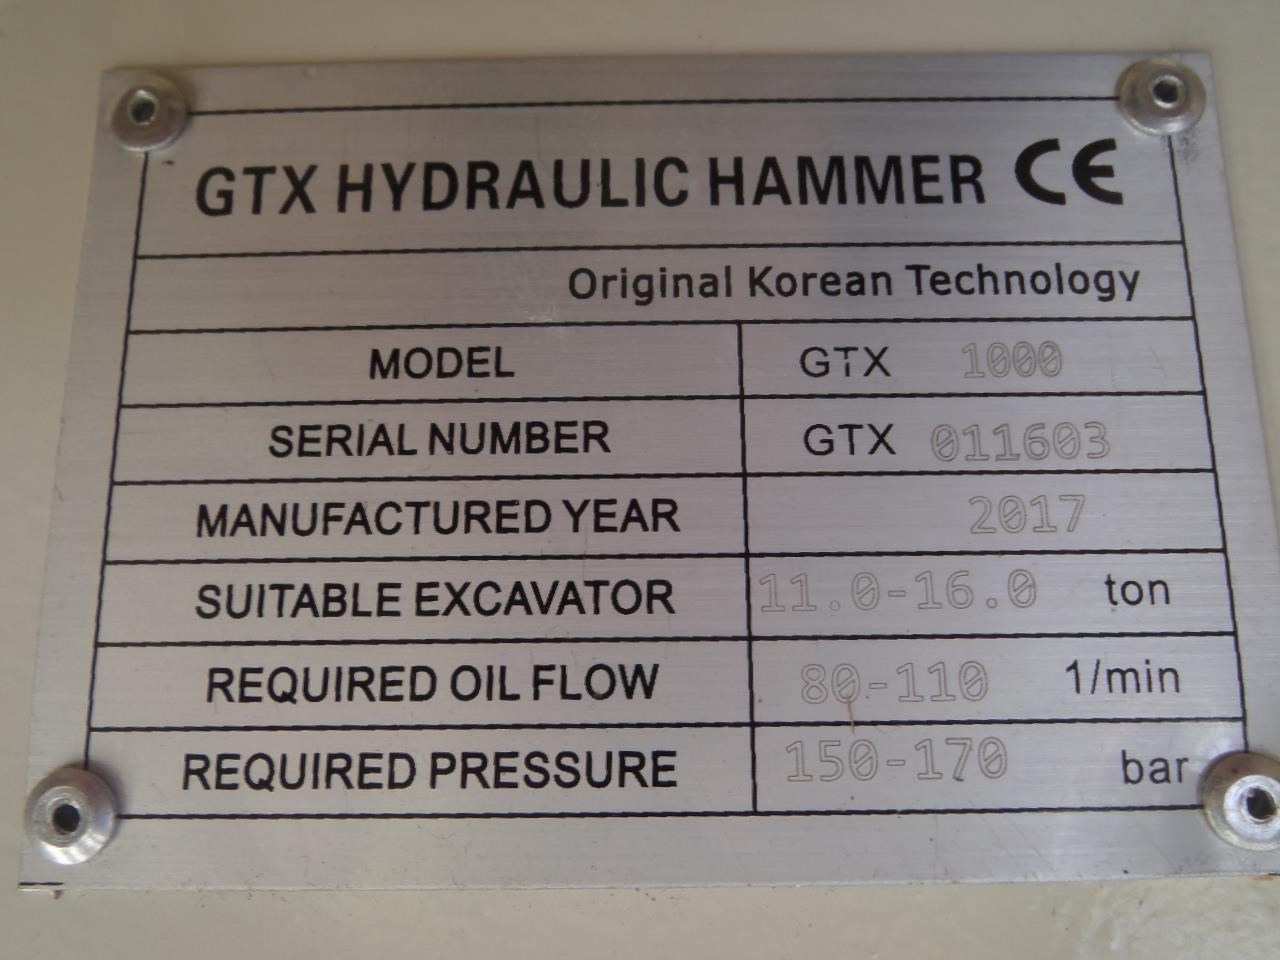 GTX HYDRAULIC HAMMER CE
Original Korean Technology
MODEL GTX 1000
SERIAL NUMBER GTX 011603
MANUFACTURED YEAR 2017
SUITABLE EXCAVATOR 11.0-16.0 ton
REQUIRED OIL FLOW 80-110 1/min
REQUIRED PRESSURE 150-170 bar